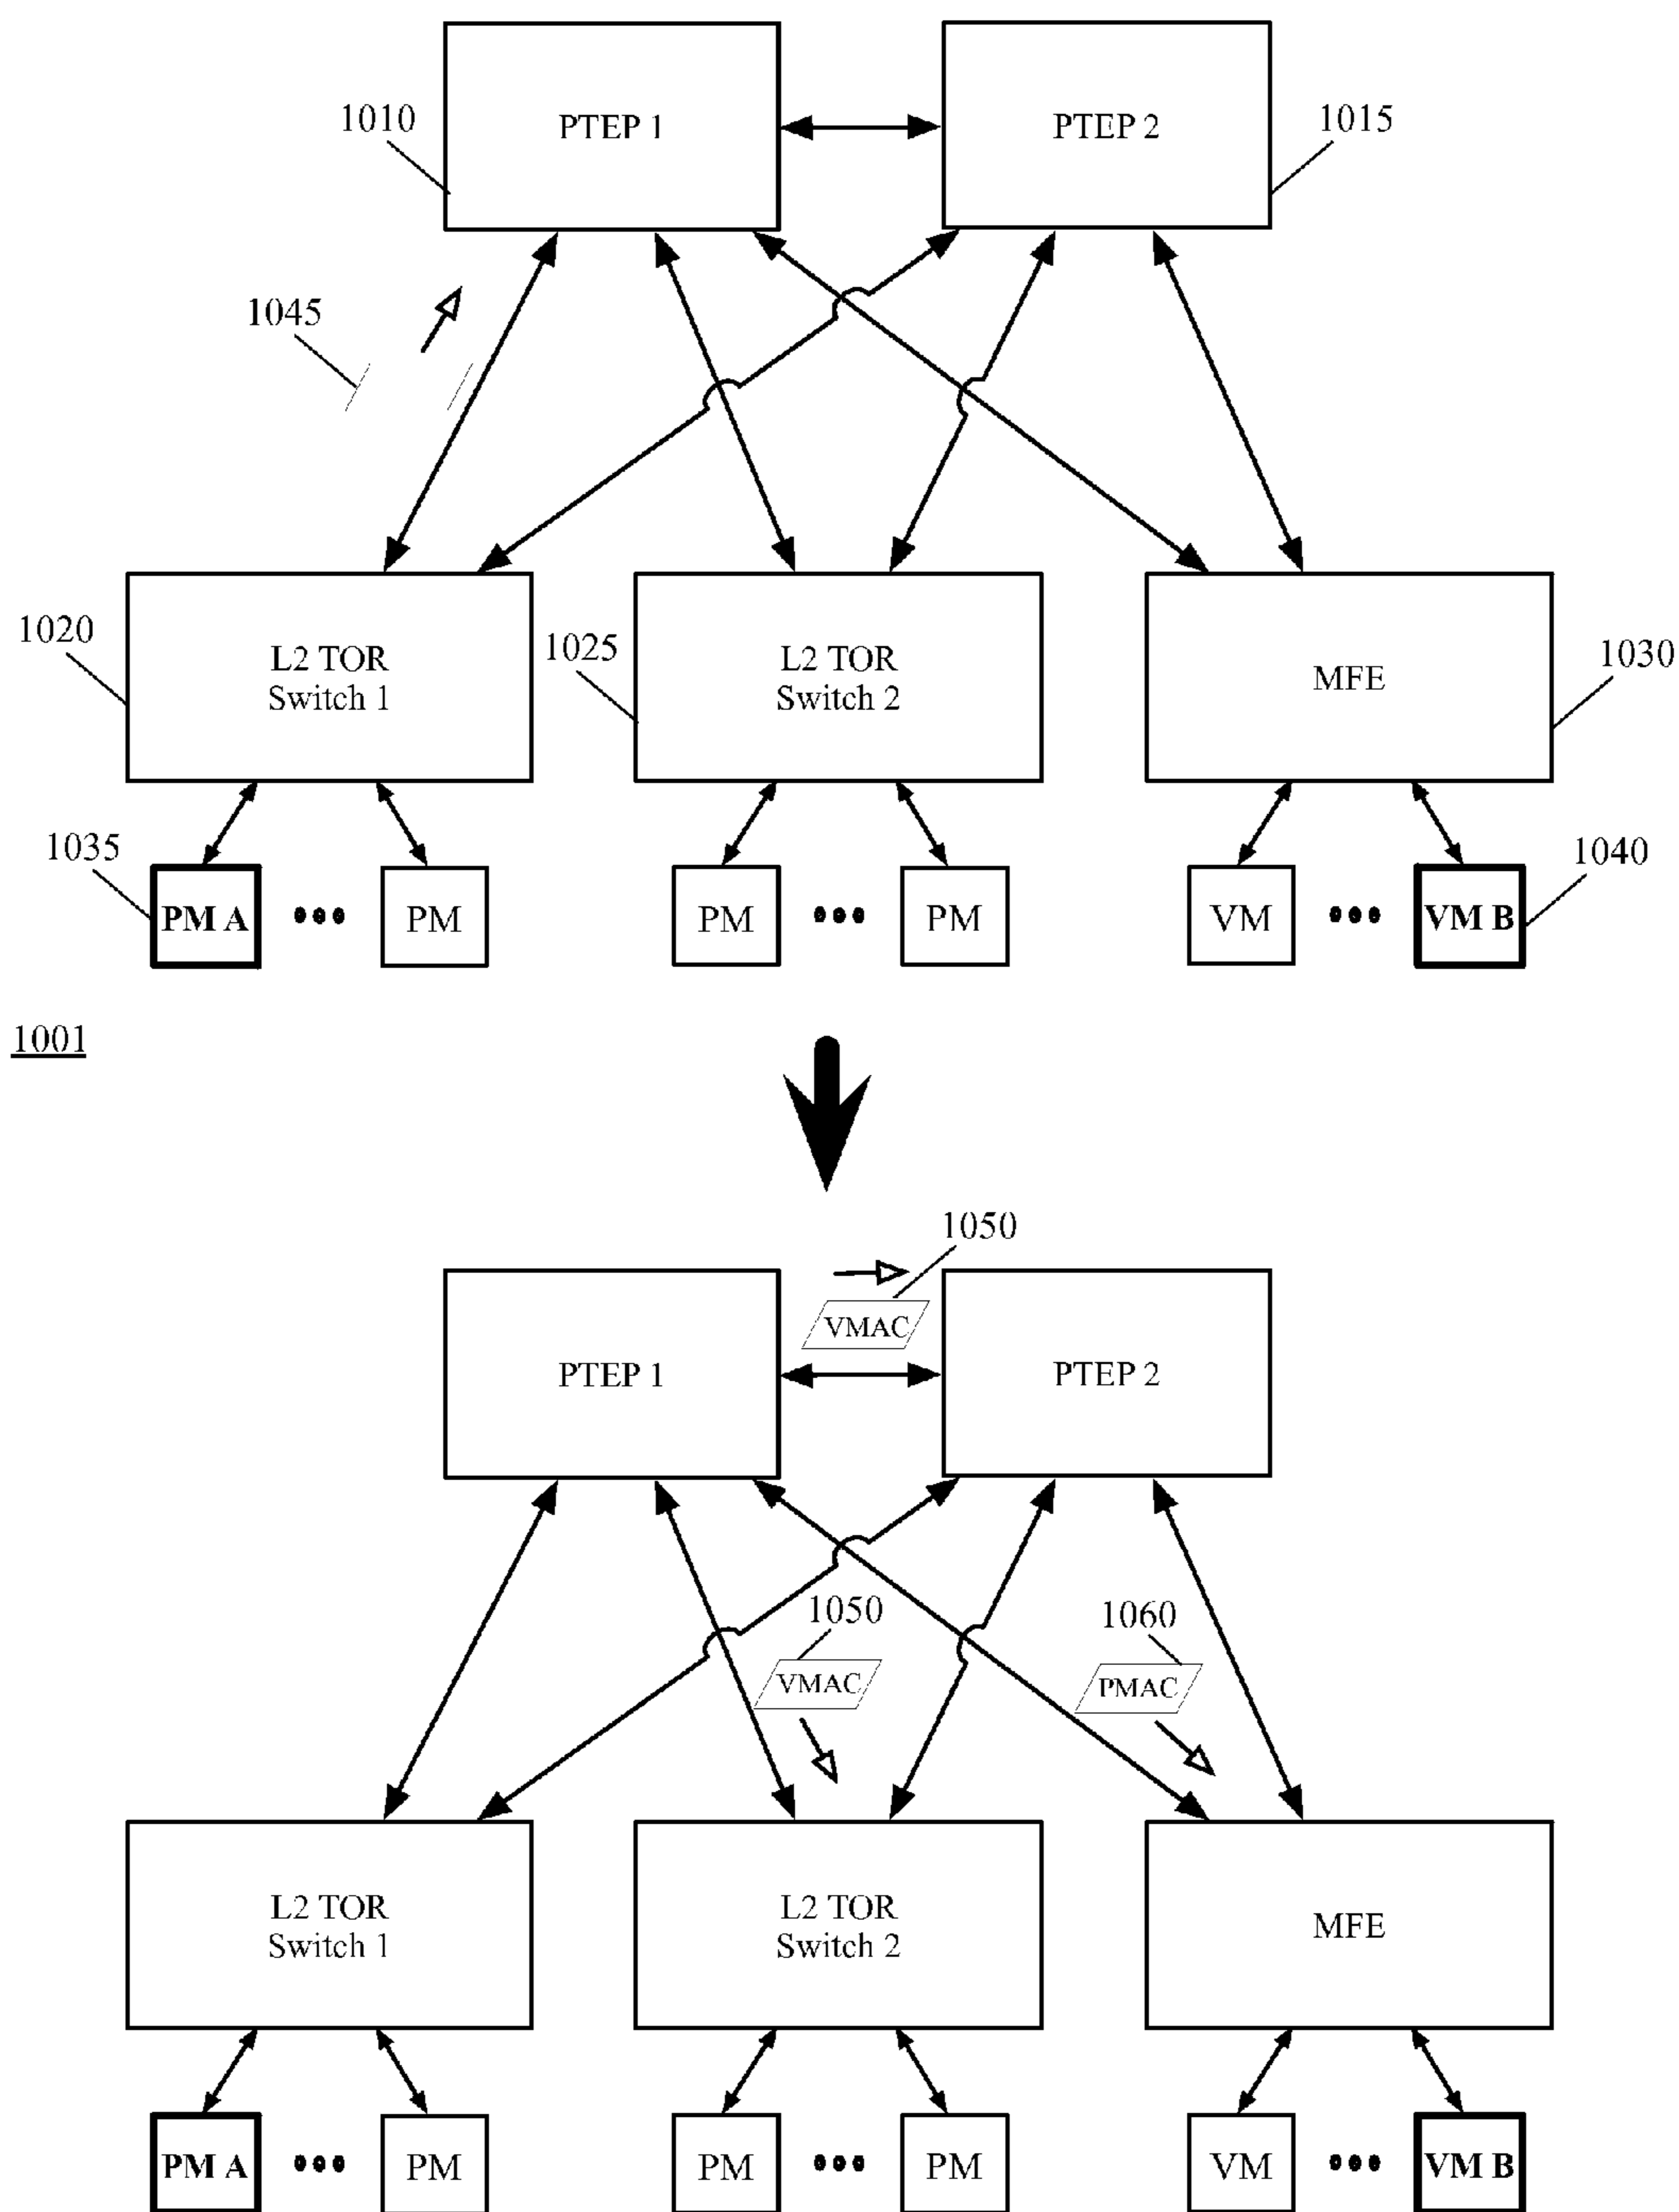 1010
PTEP 1
PTEP 2
1015
1045
1020
L2 TOR
Switch 1
1025
L2 TOR
Switch 2
MFE
1030
1035
PM A
PM
PM
PM
VM
VM B
1040
1001
1050
PTEP 1
VMAC
PTEP 2
1050
VMAC
1060
PMAC
L2 TOR
Switch 1
L2 TOR
Switch 2
MFE
PM A
PM
PM
PM
VM
VM B